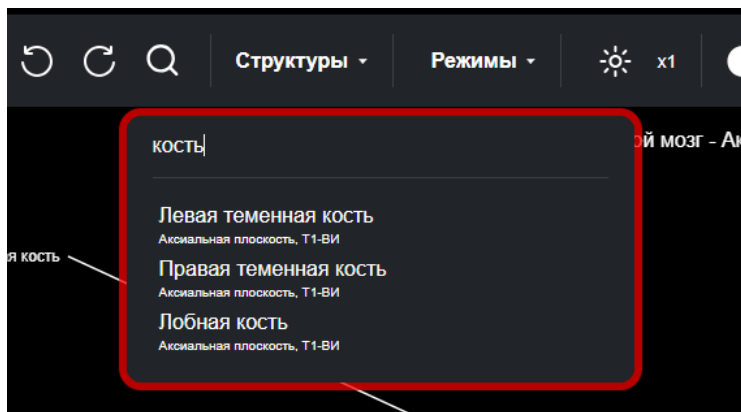 Структуры Режимы x1
кость
ой мозг - Ак
Левая теменная кость
Аксиальная плоскость, Т1-ВИ
я кость
Правая теменная кость
Аксиальная плоскость, Т1-ВИ
Лобная кость
Аксиальная плоскость, Т1-ВИ